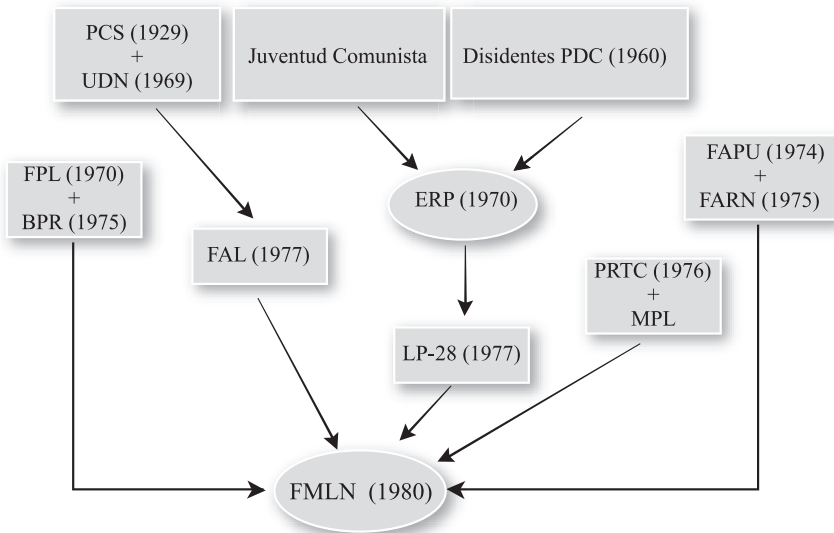 PCS (1929)
+
UDN (1969)
Juventud Comunista
Disidentes PDC (1960)
FPL (1970)
+
BPR (1975)
FAL (1977)
ERP (1970)
FAPU (1974)
+
FARN (1975)
PRTC (1976)
+
MPL
LP-28 (1977)
FMLN (1980)